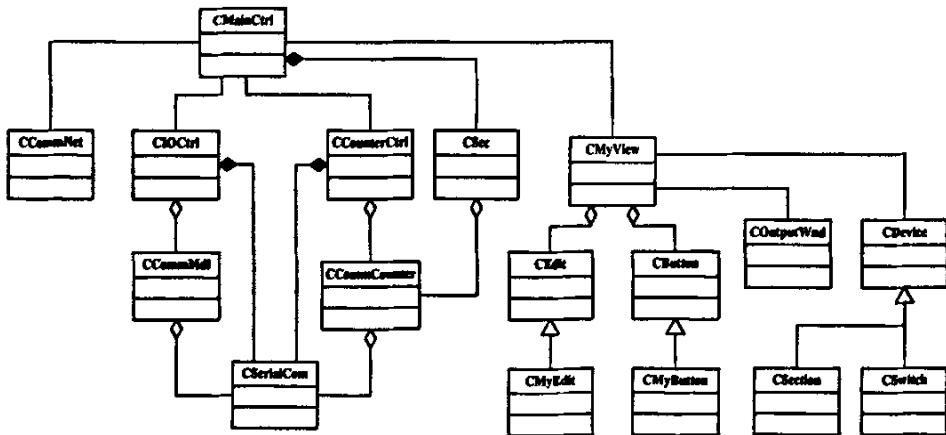 CMainCtrl
CCommNet
CIOCtrl
CCounterCtrl
CSec
CMyView
COutputWnd
CDevice
CCommMdl
CCommCounter
CEdit
CButton
CSerialCom
CMyEdit
CMyButton
CSection
CSwitch